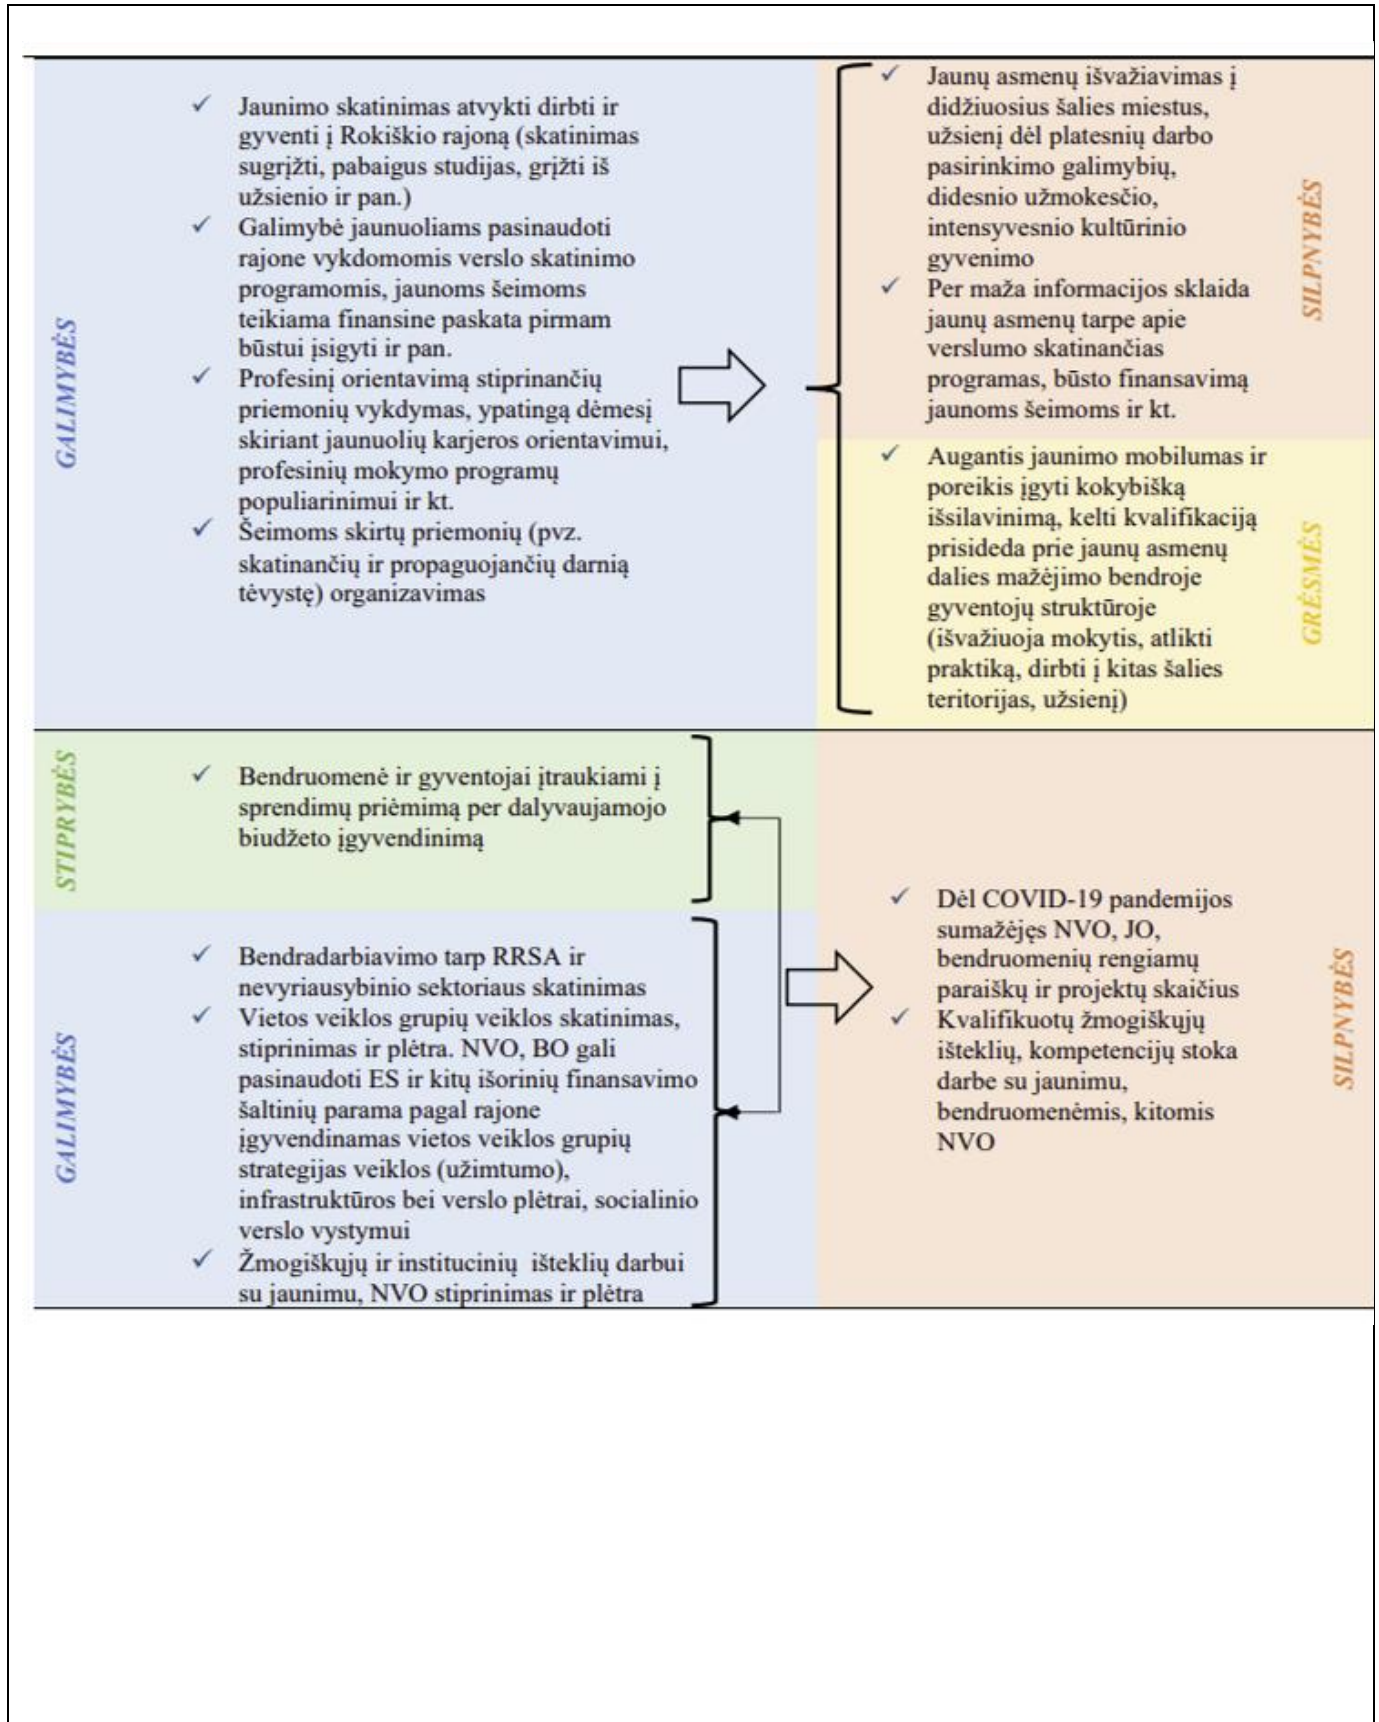 GALIMYBĖS
Jaunimo skatinimas atvykti dirbti ir
gyventi į Rokiškio rajoną (skatinimas
sugrįžti, pabaigus studijas, grįžti iš
užsienio ir pan.)
Galimybė jaunuoliams pasinaudoti
rajone vykdomomis verslo skatinimo
programomis, jaunoms šeimoms
teikiama finansine paskata pirmam
būstui įsigyti ir pan.
Profesinį orientavimą stiprinančių
priemonių vykdymas, ypatingą dėmesį
skiriant jaunuolių karjeros orientavimui,
profesinių mokymo programų
populiarinimui ir kt.
Šeimoms skirtų priemonių (pvz.
skatinančių ir propaguojančių darnią
tėvystę) organizavimas
Jaunų asmenų išvažiavimas į
didžiuosius šalies miestus,
užsienį dėl platesnių darbo
pasirinkimo galimybių,
didesnio užmokesčio,
intensyvesnio kultūrinio
gyvenimo
Per maža informacijos sklaida
jaunų asmenų tarpe apie
verslumo skatinančias
programas, būsto finansavimą
jaunoms šeimoms ir kt.
SILPNYBĖS
Augantis jaunimo mobilumas ir
poreikis įgyti kokybišką
išsilavinimą, kelti kvalifikaciją
prisideda prie jaunų asmenų
dalies mažėjimo bendroje
gyventojų struktūroje
(išvažiuoja mokytis, atlikti
praktiką, dirbti į kitas šalies
teritorijas, užsienį)
GRĖSMĖS
STIPRYBĖS
Bendruomenė ir gyventojai įtraukiami į
sprendimų priėmimą per dalyvaujamojo
biudžeto įgyvendinimą
GALIMYBĖS
Bendradarbiavimo tarp RRSA ir
nevyriausybinio sektoriaus skatinimas
Vietos veiklos grupių veiklos skatinimas,
stiprinimas ir plėtra. NVO, BO gali
pasinaudoti ES ir kitų išorinių finansavimo
šaltinių parama pagal rajone
įgyvendinamas vietos veiklos grupių
strategijas veiklos (užimtumo),
infrastruktūros bei verslo plėtrai, socialinio
verslo vystymui
Žmogiškųjų ir institucinių išteklių darbui
su jaunimu, NVO stiprinimas ir plėtra
Dėl COVID-19 pandemijos
sumažėjęs NVO, JO,
bendruomenių rengiamų
paraiškų ir projektų skaičius
Kvalifikuotų žmogiškųjų
išteklių, kompetencijų stoka
darbe su jaunimu,
bendruomenėmis, kitomis
NVO
SILPNYBĖS